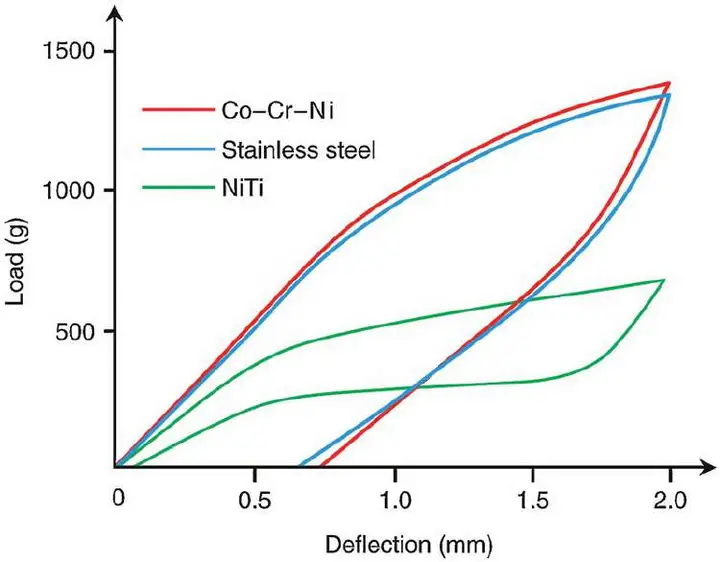 1500
1000
500
Load (g)
Co–Cr–Ni
Stainless steel
NiTi
0
0.5
1.0
1.5
2.0
Deflection (mm)